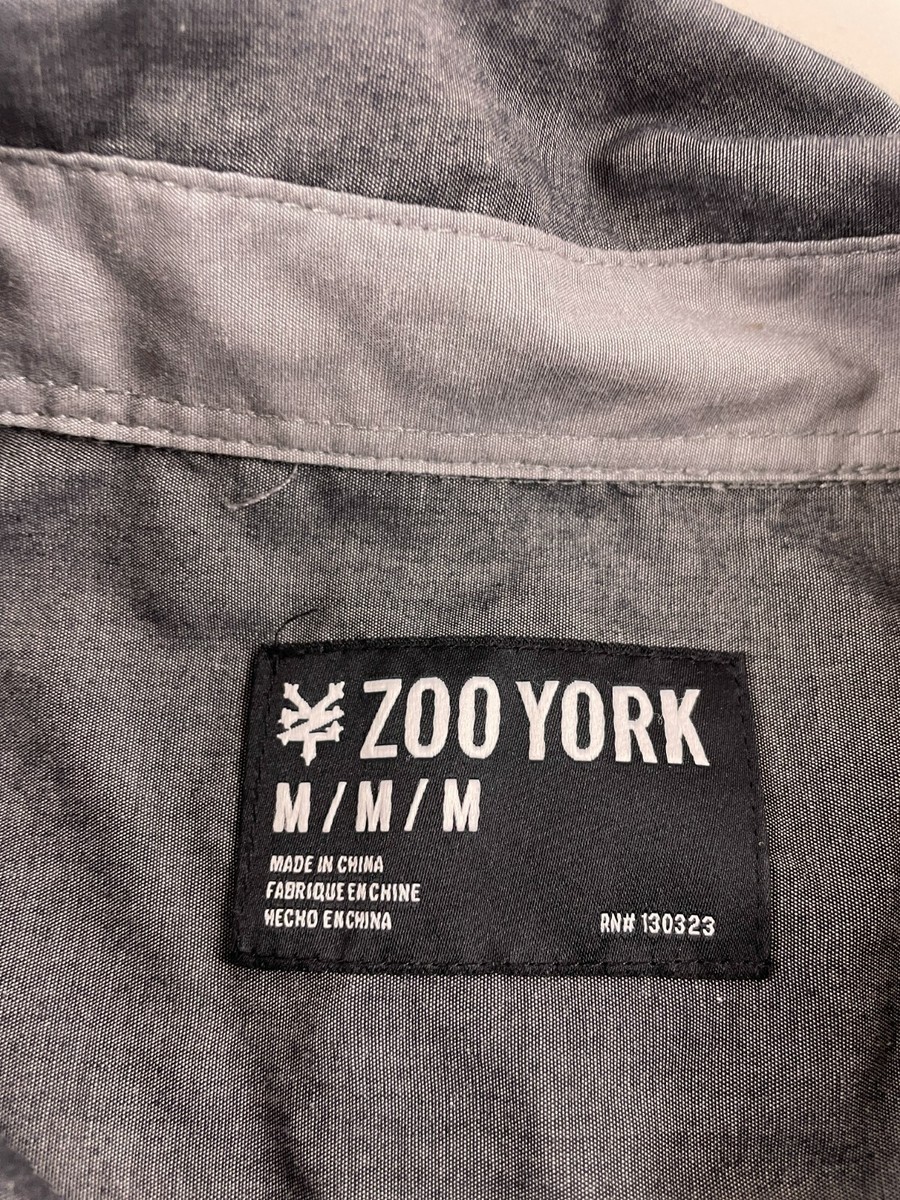 ZOO YORK
M / M / M
MADE IN CHINA
FABRIQUE EN CHINE
HECHO EN CHINA
RN# 130323